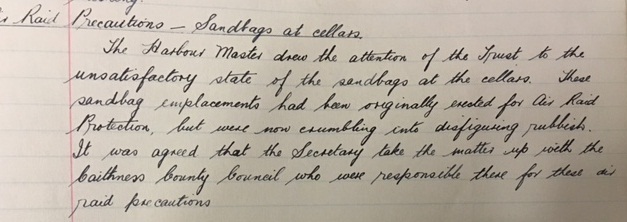 Air Raid Precautions – Sandbags at cellars.
The Harbour Master drew the attention of the Trust to the
unsatisfactory state of the sandbags at the cellars. These
sandbag emplacements had been originally erected for Air Raid
Protection, but were now crumbling into disfiguring rubbish.
It was agreed that the Secretary take the matter up with the
Caithness County Council who were responsible there for these air
raid precautions